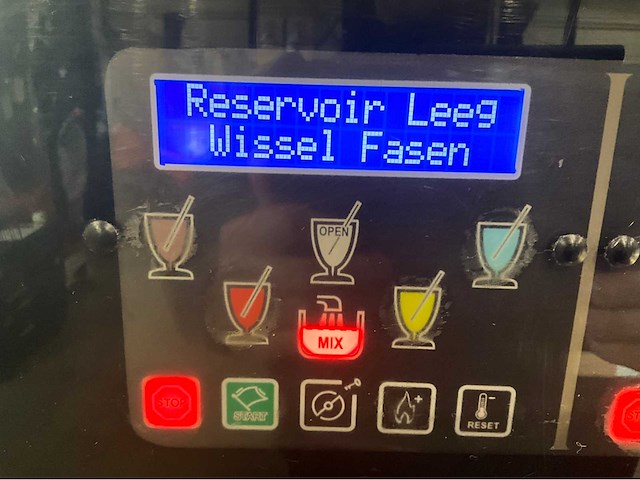 Reservoir Leeg
Wissel Fasen
OPEN
MIX
STOP
START
RESET